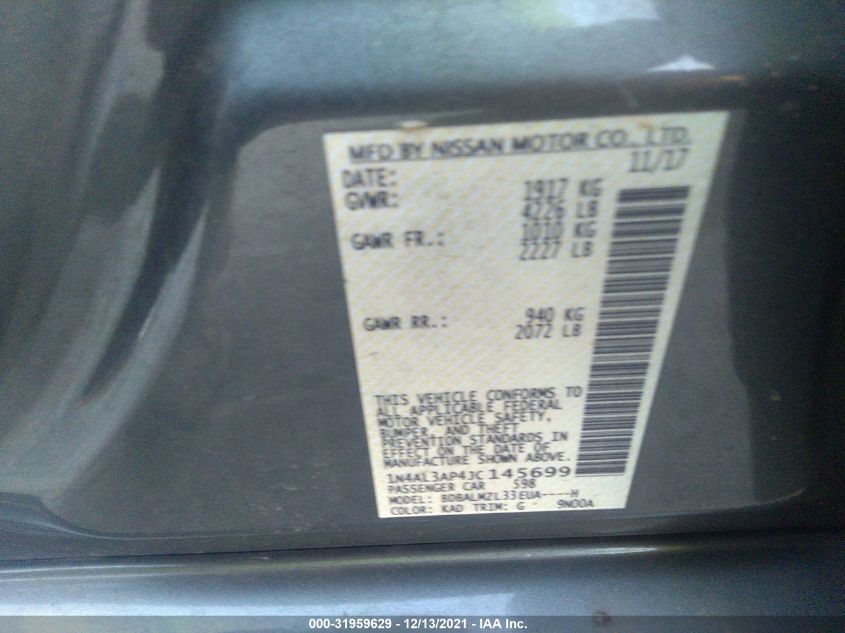 MFD BY NISSAN MOTOR CO., LTD.
DATE: 11/17
GVWR: 1917 KG
4226 LB
GAWR FR.: 1010 KG
2227 LB
GAWR RR.: 940 KG
2072 LB
THIS VEHICLE CONFORMS TO
ALL APPLICABLE FEDERAL
MOTOR VEHICLE SAFETY,
BUMPER, AND THEFT
PREVENTION STANDARDS IN
EFFECT ON THE DATE OF
MANUFACTURE SHOWN ABOVE.
1N4AL3AP4JC145699
PASSENGER CAR 598
MODEL: BDBALMZL33EUA----H
COLOR: KAD TRIM: G 9N00A
000-31959629 - 12/13/2021 - IAA Inc.